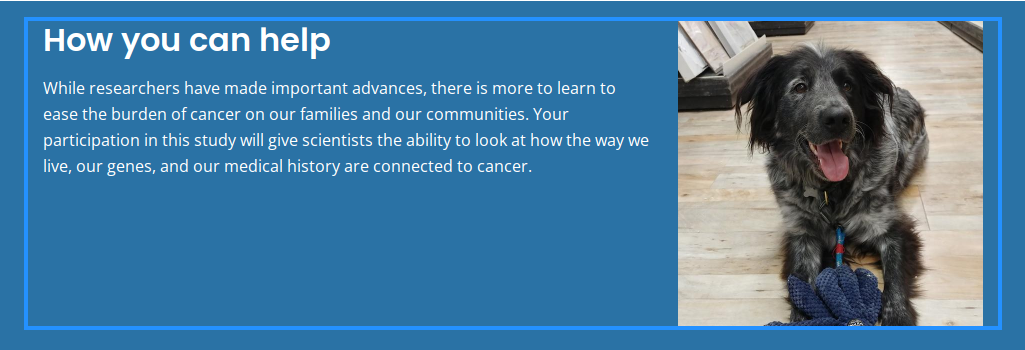 How you can help
While researchers have made important advances, there is more to learn to
ease the burden of cancer on our families and our communities. Your
participation in this study will give scientists the ability to look at how the way we
live, our genes, and our medical history are connected to cancer.